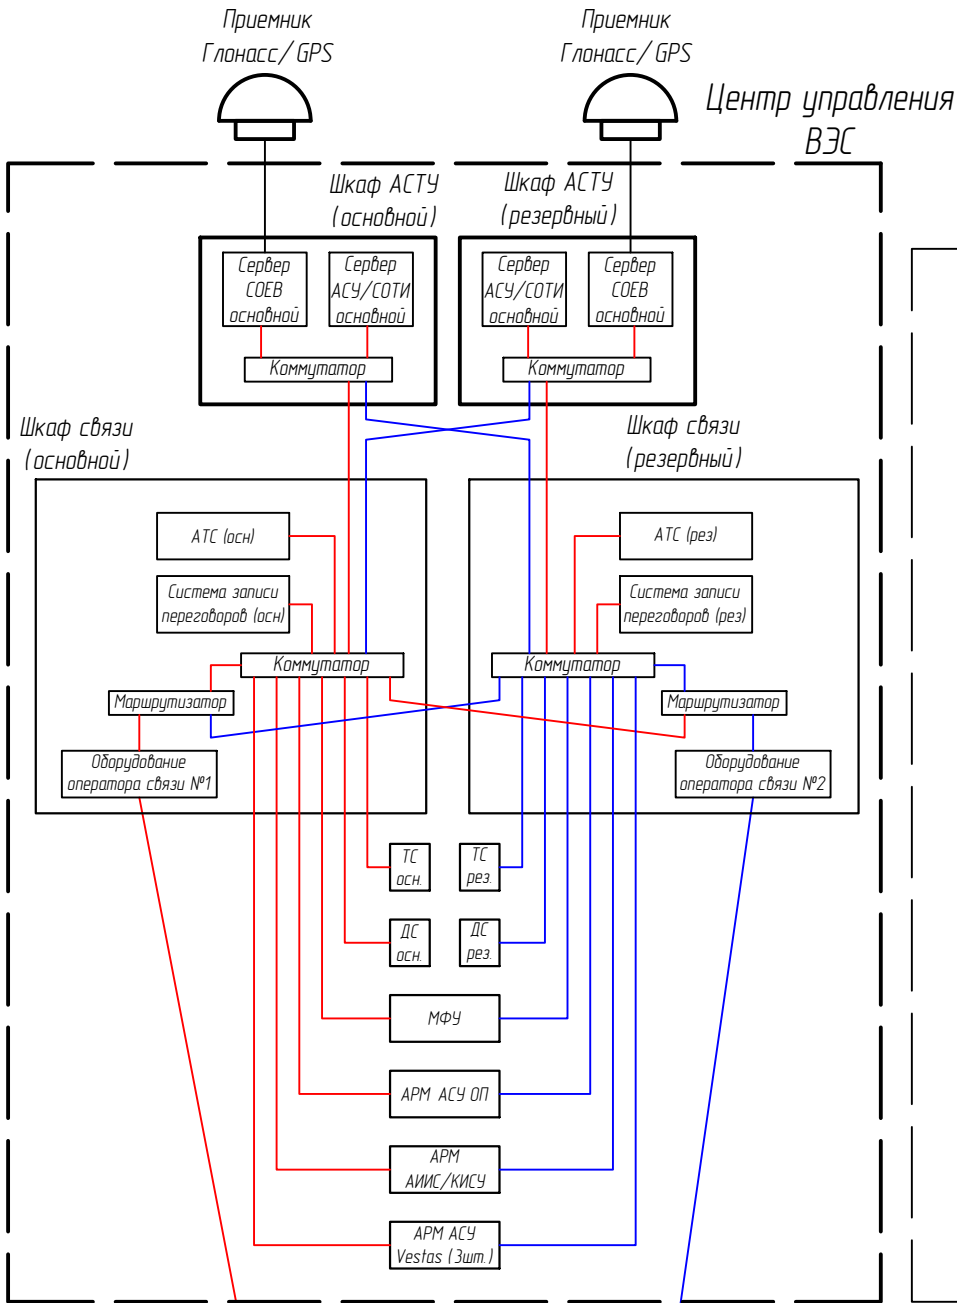 Приемник
Глонасс/GPS
Приемник
Глонасс/GPS
Центр управления
ВЭС
Шкаф АСТУ
(основной)
Шкаф АСТУ
(резервный)
Сервер
СОЕВ
основной
Сервер
АСУ/СОТИ
основной
Сервер
АСУ/СОТИ
основной
Сервер
СОЕВ
основной
Коммутатор
Коммутатор
Шкаф связи
(основной)
Шкаф связи
(резервный)
АТС (осн)
АТС (рез)
Система записи
переговоров (осн)
Система записи
переговоров (рез)
Коммутатор
Коммутатор
Маршрутизатор
Маршрутизатор
Оборудование
оператора связи №1
Оборудование
оператора связи №2
ТС
осн.
ТС
рез.
ДС
осн.
ДС
рез.
МФУ
АРМ АСУ ОП
АРМ
АИИС/КИСУ
АРМ АСУ
Vestas (3шт.)